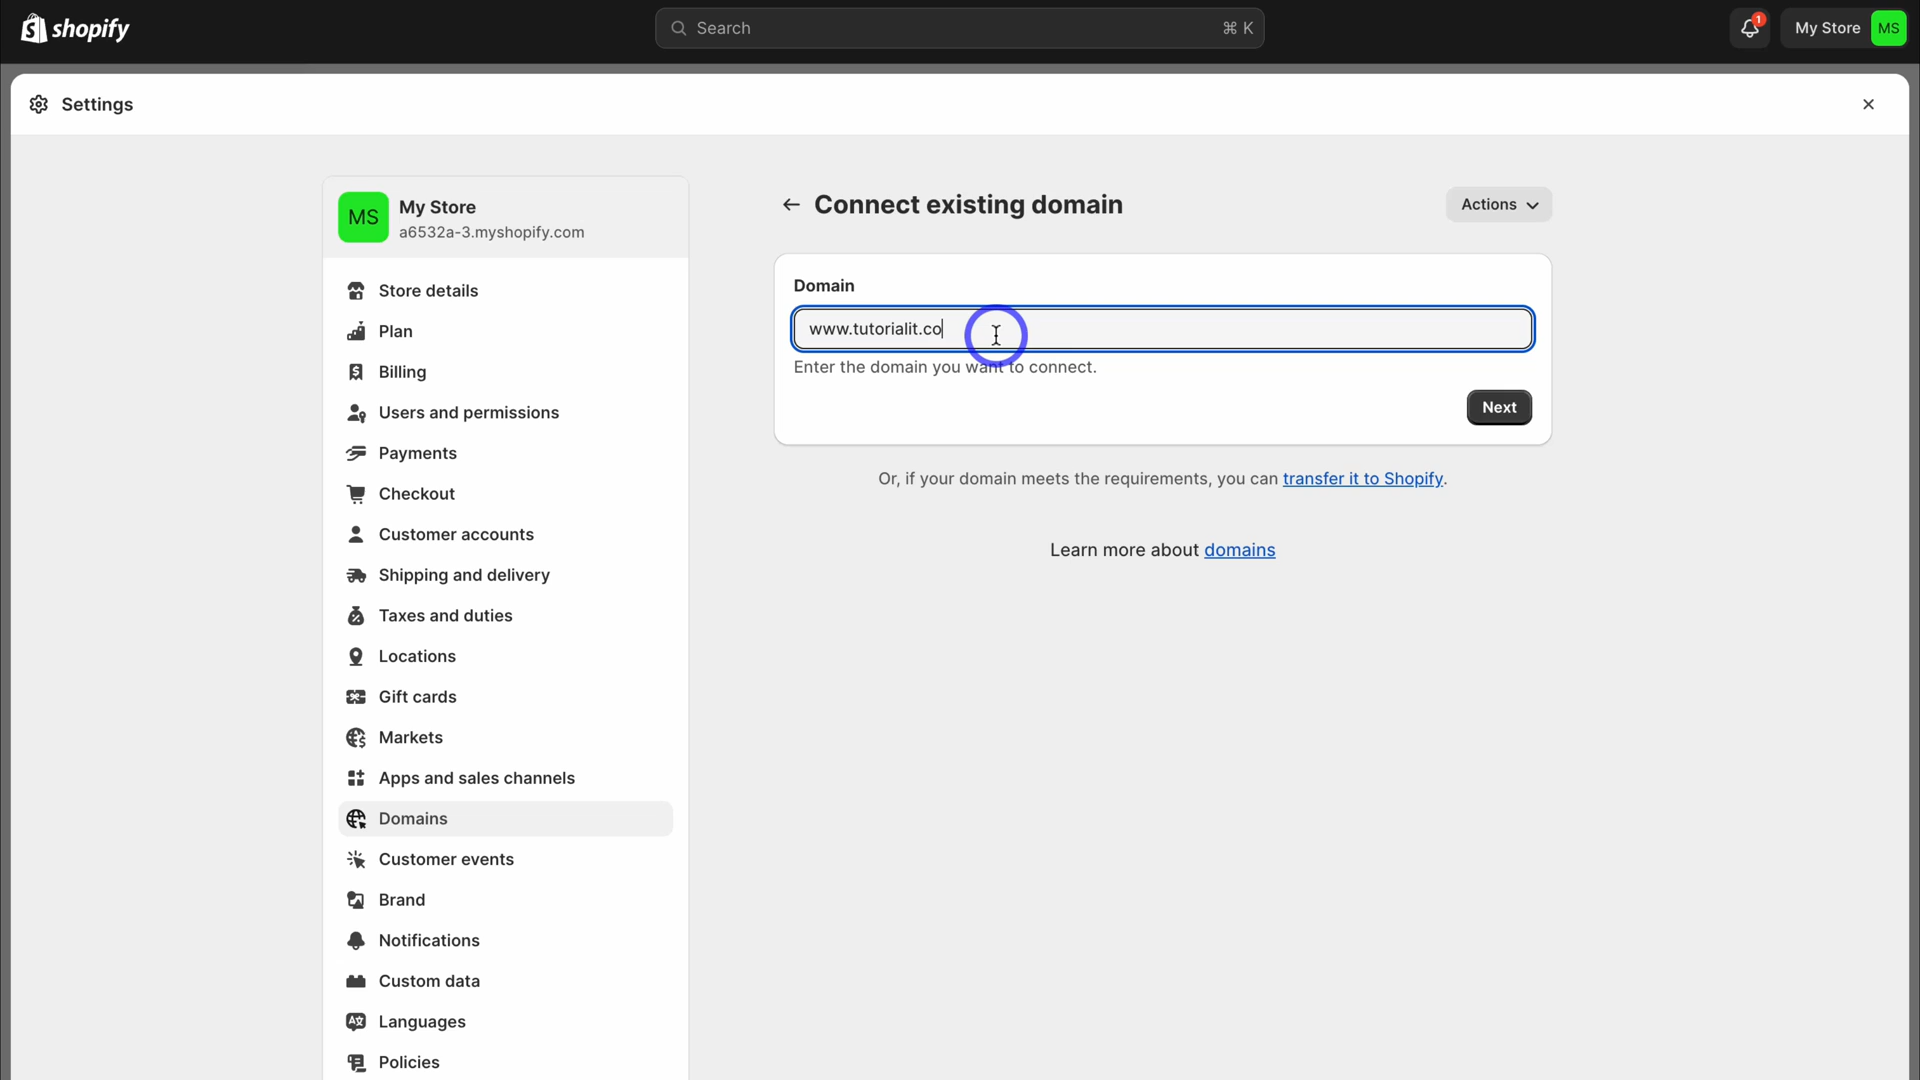 shopify
Search
⌘ K
1
My Store
MS
Settings
MS
My Store
a6532a-3.myshopify.com
Store details
Plan
Billing
Users and permissions
Payments
Checkout
Customer accounts
Shipping and delivery
Taxes and duties
Locations
Gift cards
Markets
Apps and sales channels
Domains
Customer events
Brand
Notifications
Custom data
Languages
Policies
Connect existing domain
Actions
Domain
www.tutorialit.co
Enter the domain you want to connect.
Next
Or, if your domain meets the requirements, you can transfer it to Shopify.
Learn more about domains